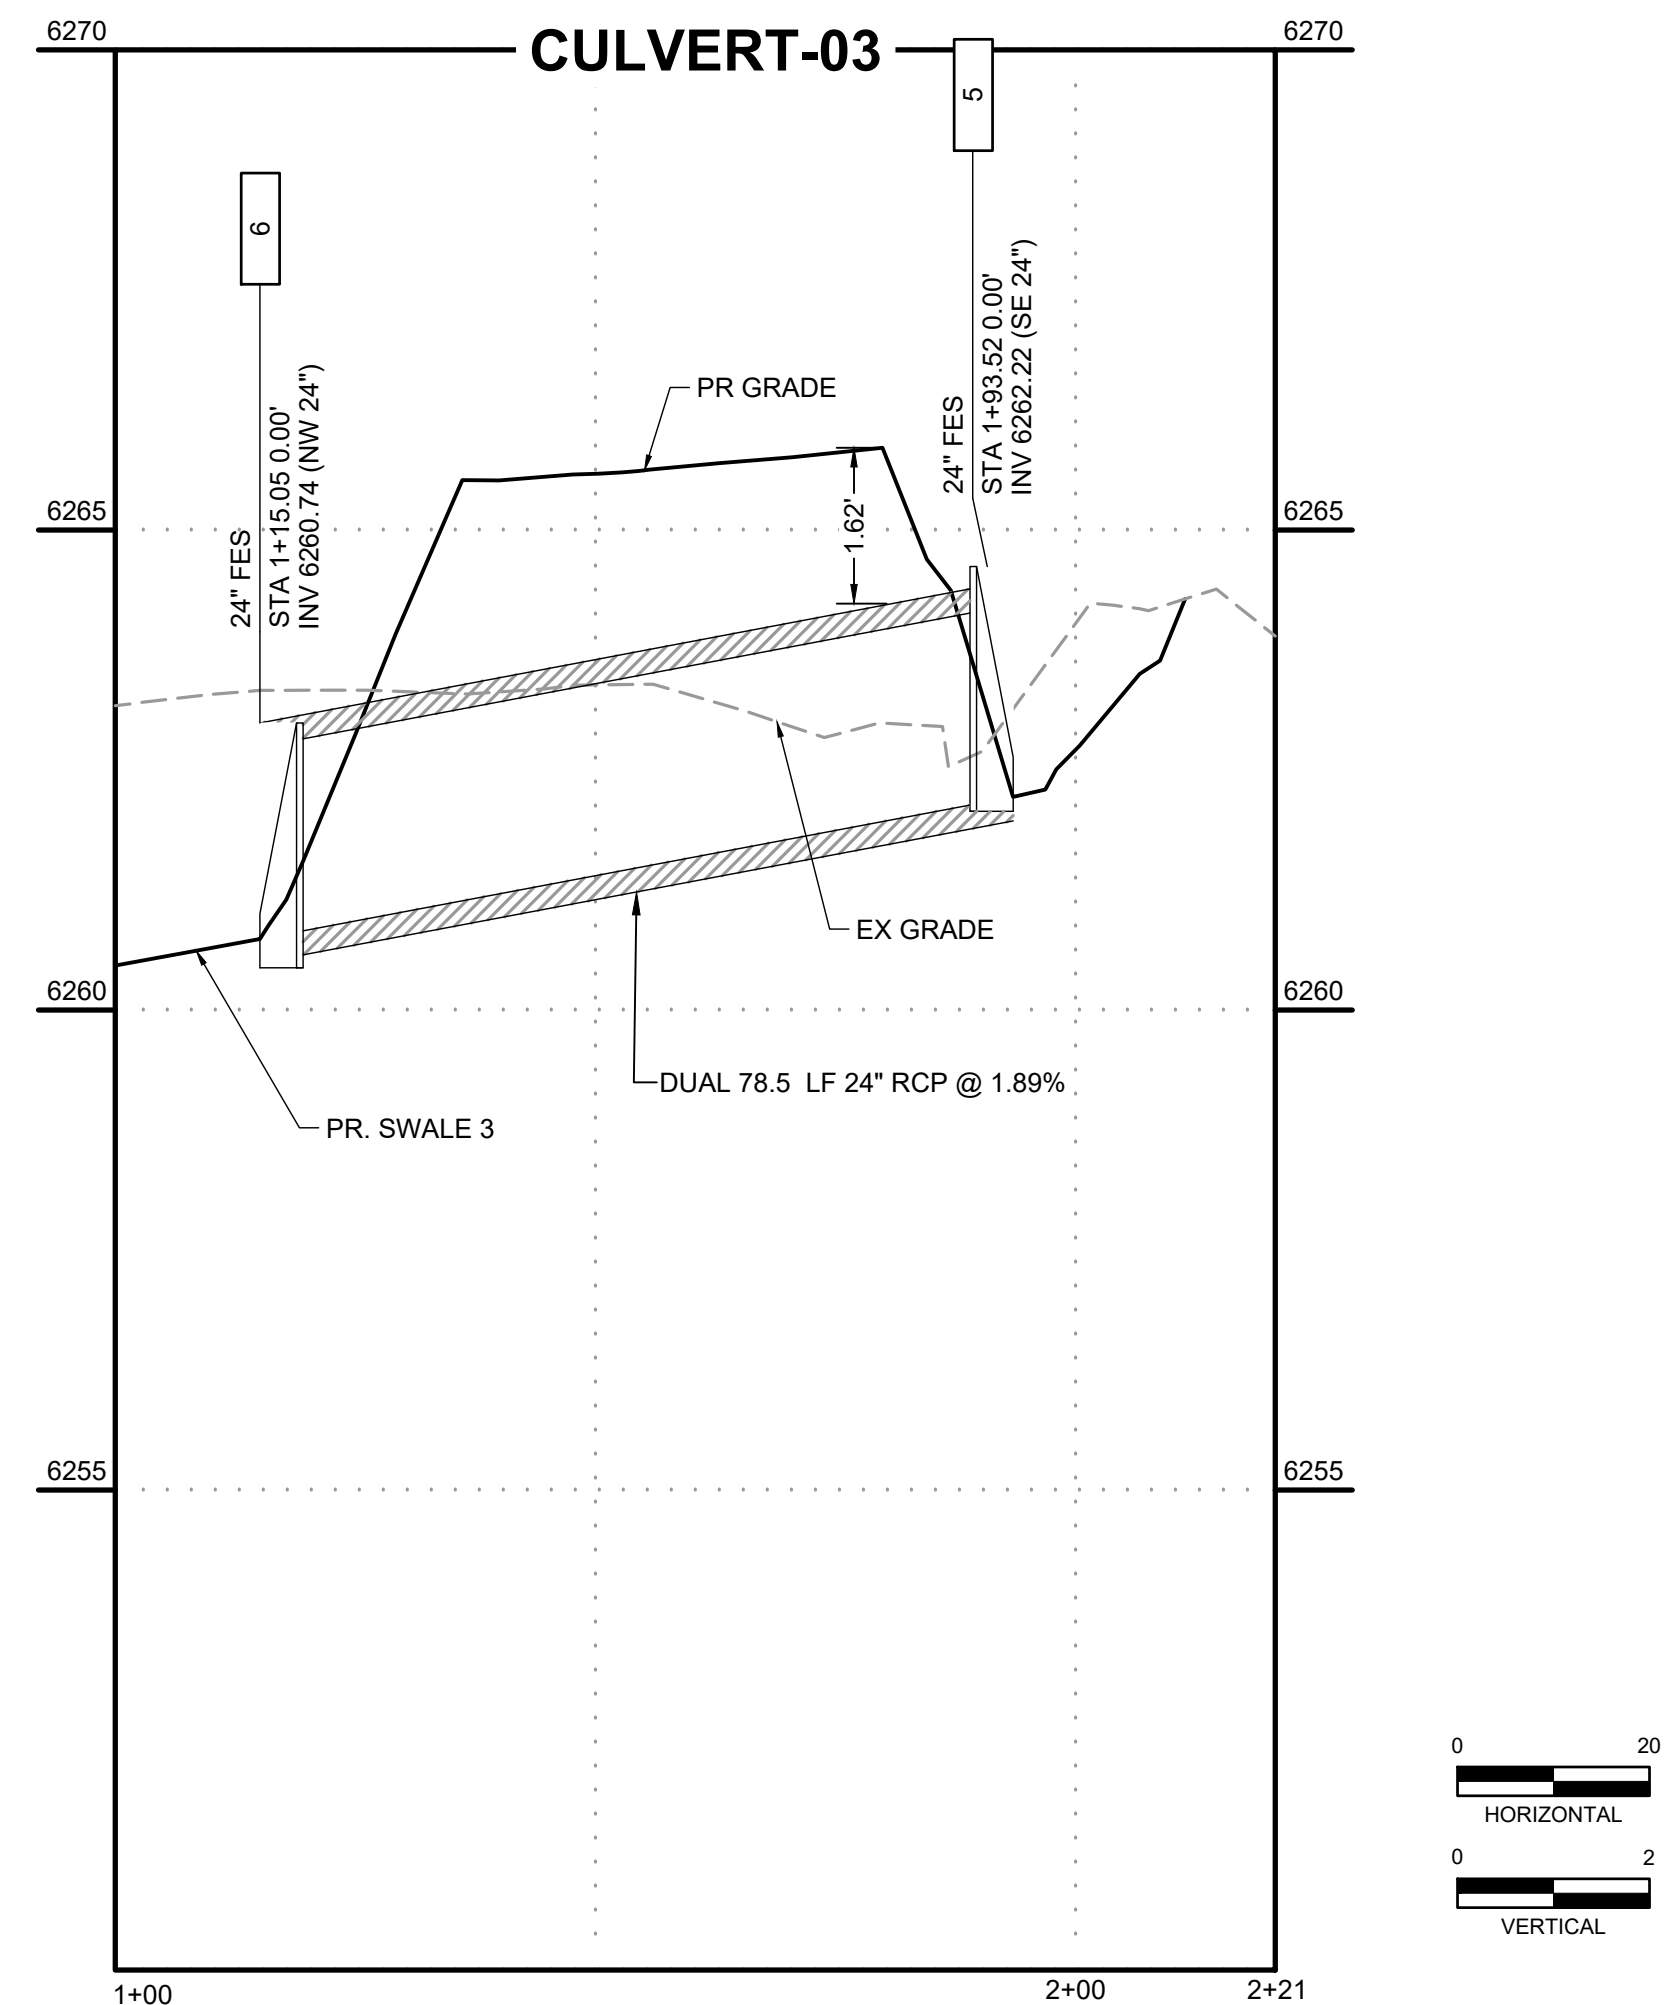 CULVERT-03
6270
6270
5
6
24" FES
STA 1+93.52 0.00'
INV 6262.22 (SE 24")
24" FES
STA 1+15.05 0.00'
INV 6260.74 (NW 24")
PR GRADE
1.62'
6265
6265
EX GRADE
6260
6260
DUAL 78.5  LF 24" RCP @ 1.89%
PR. SWALE 3
6255
6255
0 20
HORIZONTAL
0 2
VERTICAL
1+00
2+00
2+21